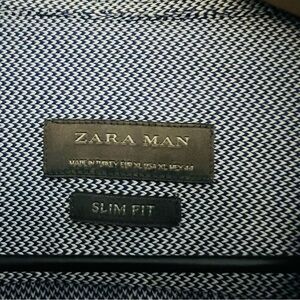 ZARA MAN
MADE IN TURKEY EUR XL USA XL MEX 44
SLIM FIT